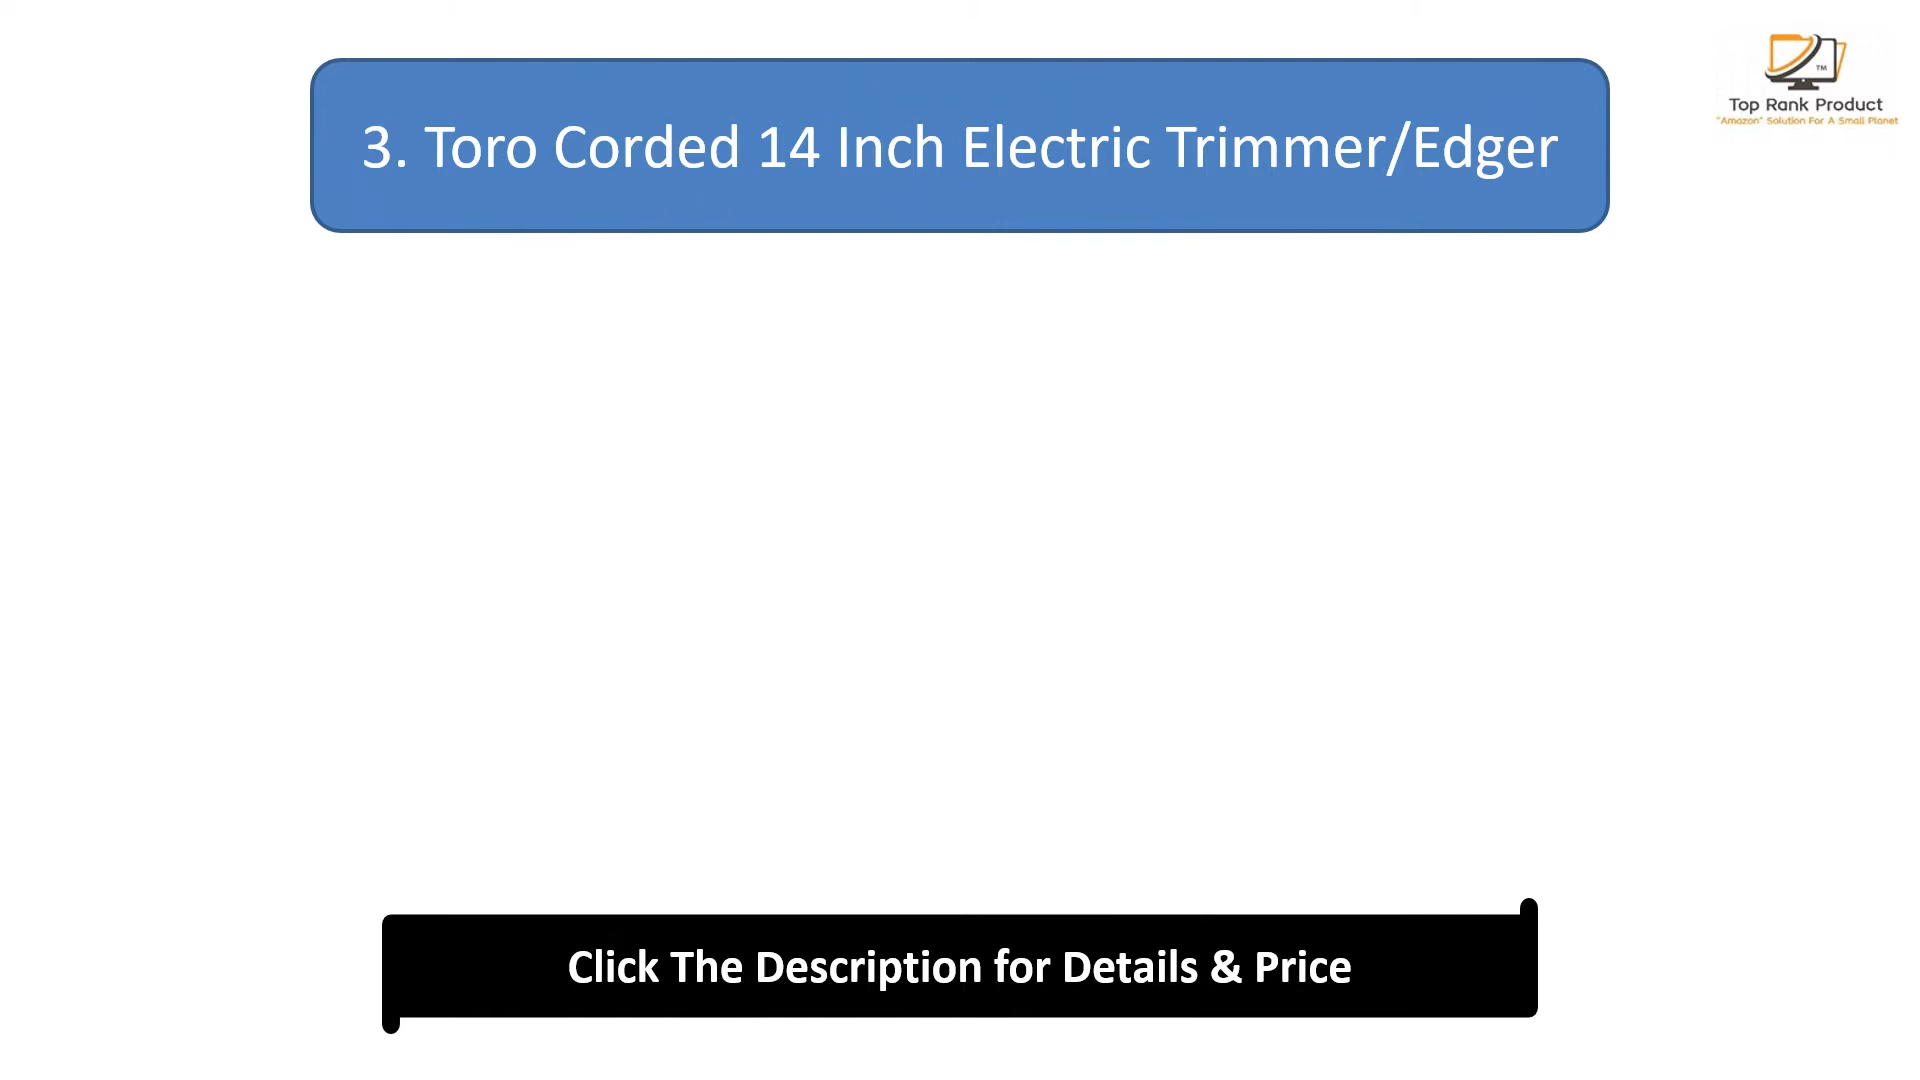 3. Toro Corded 14 Inch Electric Trimmer/Edger
TM
Top Rank Product
"Amazon" Solution For A Small Planet
Click The Description for Details & Price